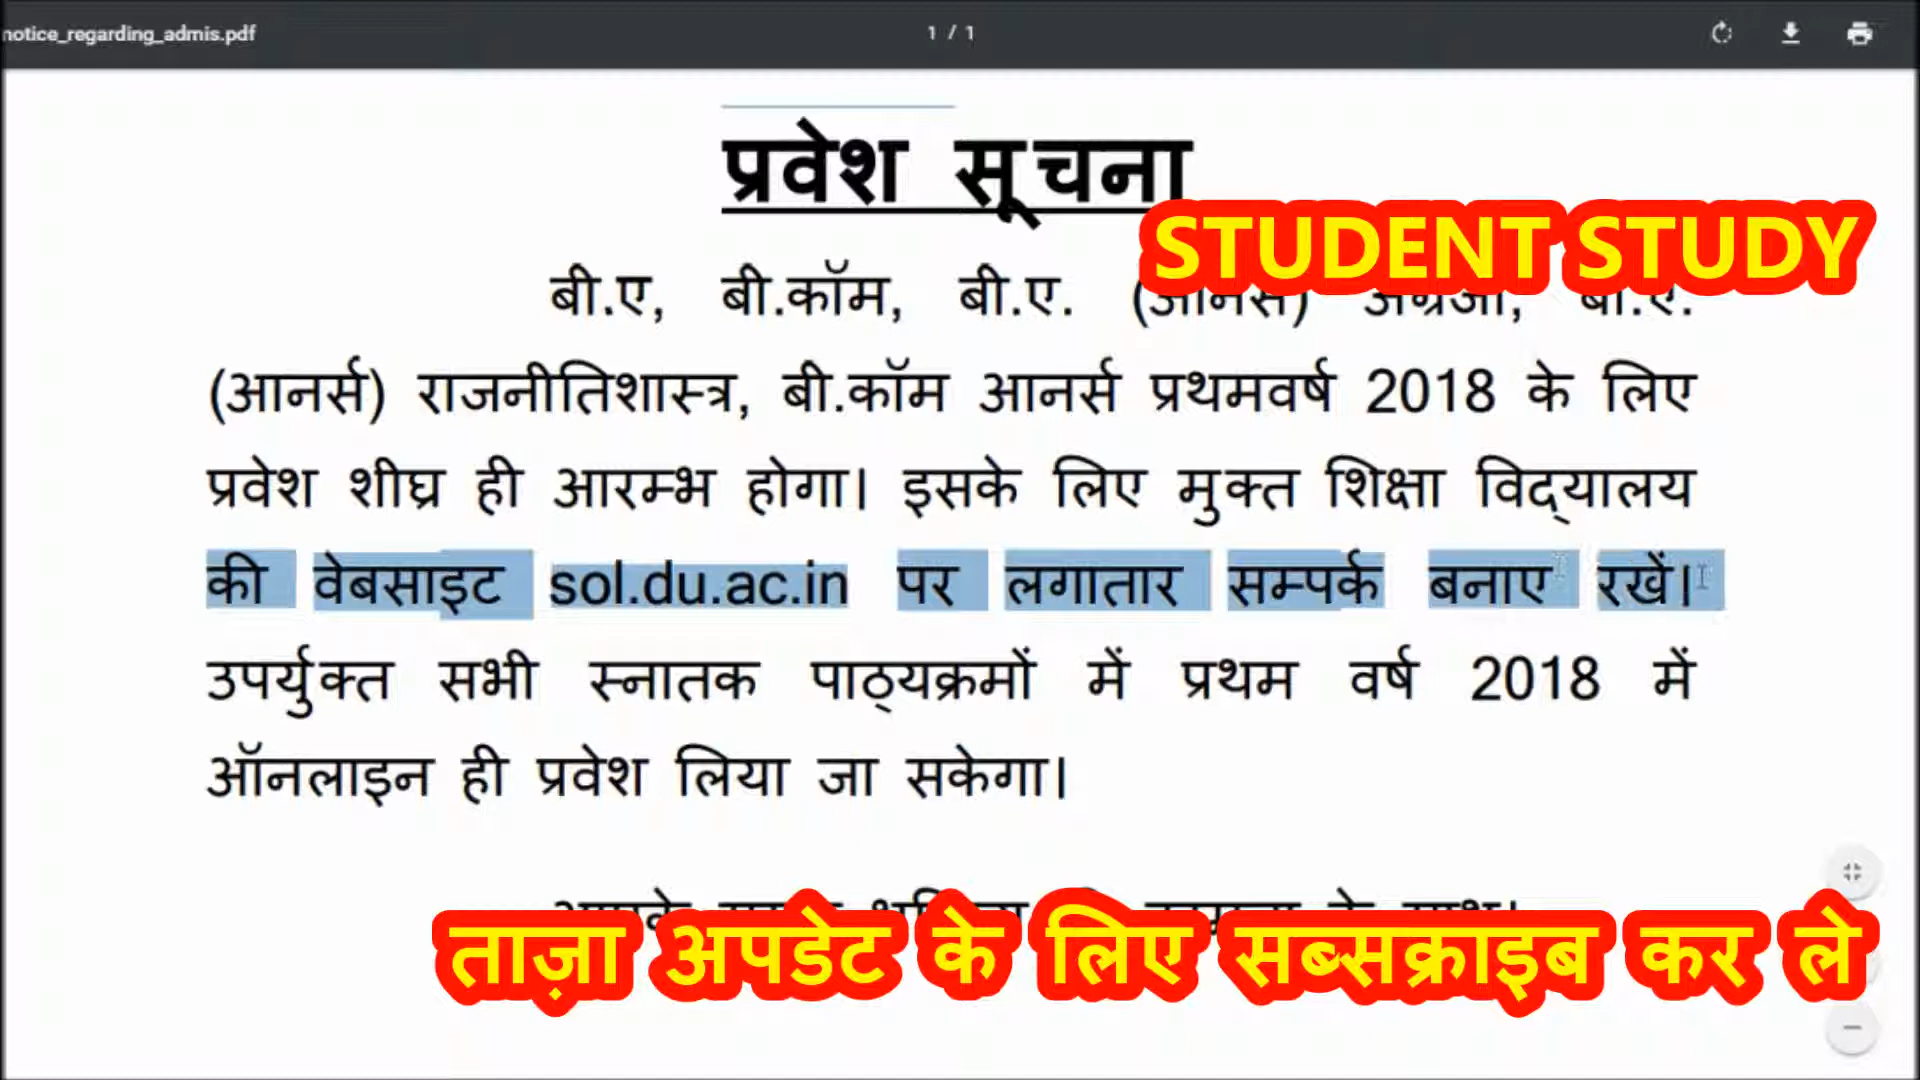 notice_regarding_admis.pdf
1 / 1
प्रवेश सूचना
STUDENT STUDY
बी.ए, बी.कॉम, बी.ए. (आनर्स) अंग्रेजी, बी.ए.
(आनर्स) राजनीतिशास्त्र, बी.कॉम आनर्स प्रथमवर्ष 2018 के लिए
प्रवेश शीघ्र ही आरम्भ होगा। इसके लिए मुक्त शिक्षा विद्यालय
की वेबसाइट sol.du.ac.in पर लगातार सम्पर्क बनाए रखें।
उपर्युक्त सभी स्नातक पाठ्यक्रमों में प्रथम वर्ष 2018 में
ऑनलाइन ही प्रवेश लिया जा सकेगा।
ताज़ा अपडेट के लिए सब्सक्राइब कर ले